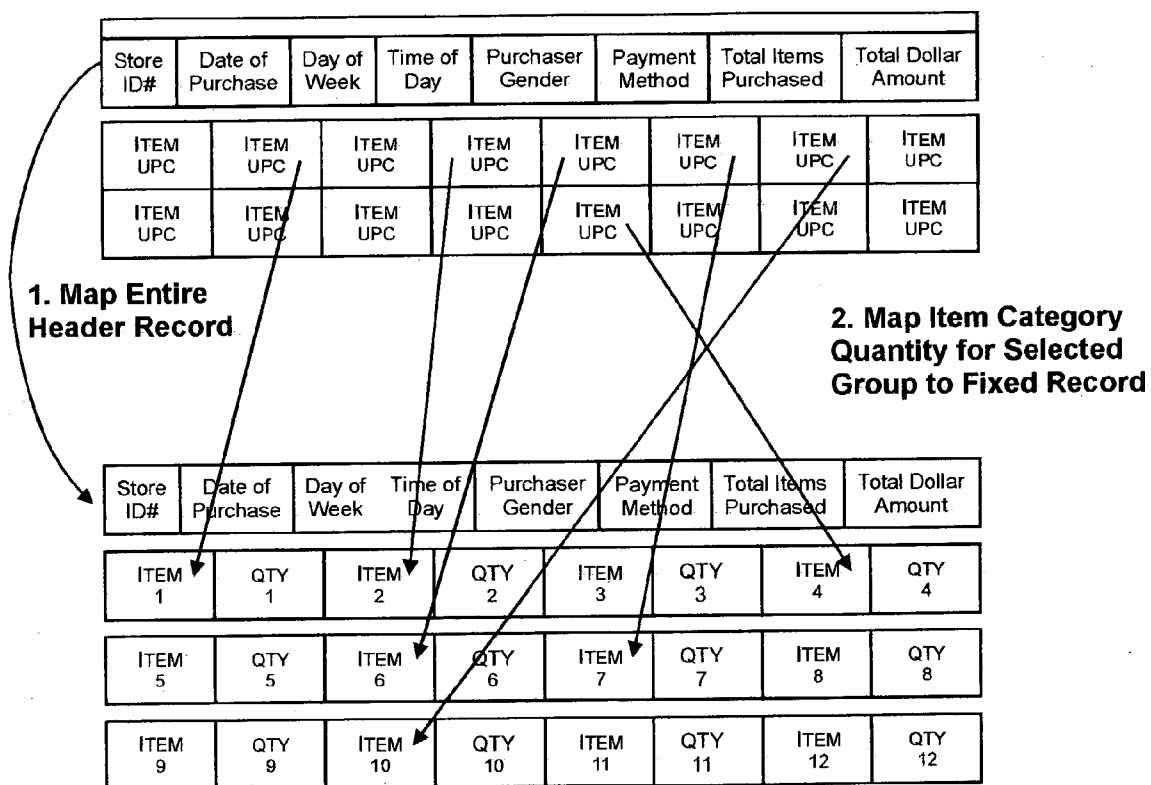 Store Date of Day of Time of Purchaser Payment Total Items Total Dollar
ID# Purchase Week Day Gender Method Purchased Amount
ITEM ITEM ITEM ITEM ITEM ITEM ITEM ITEM
UPC UPC UPC UPC UPC UPC UPC UPC
ITEM ITEM ITEM ITEM ITEM ITEM ITEM ITEM
UPC UPC UPC UPC UPC UPC UPC UPC
1. Map Entire
Header Record
2. Map Item Category
Quantity for Selected
Group to Fixed Record
Store Date of Day of Time of Purchaser Payment Total Items Total Dollar
ID# Purchase Week Day Gender Method Purchased Amount
ITEM QTY ITEM QTY ITEM QTY ITEM QTY
1 1 2 2 3 3 4 4
ITEM QTY ITEM QTY ITEM QTY ITEM QTY
5 5 6 6 7 7 8 8
ITEM QTY ITEM QTY ITEM QTY ITEM QTY
9 9 10 10 11 11 12 12